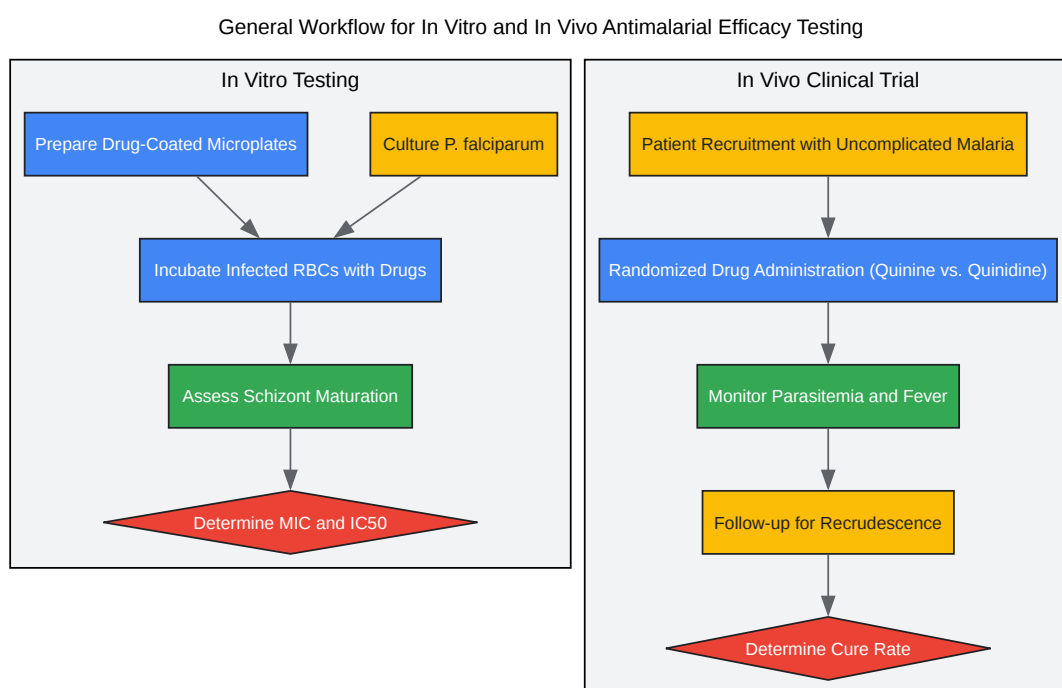 General Workflow for In Vitro and In Vivo Antimalarial Efficacy Testing
In Vitro Testing
Prepare Drug-Coated Microplates
Culture P. falciparum
Incubate Infected RBCs with Drugs
Assess Schizont Maturation
Determine MIC and IC50
In Vivo Clinical Trial
Patient Recruitment with Uncomplicated Malaria
Randomized Drug Administration (Quinine vs. Quinidine)
Monitor Parasitemia and Fever
Follow-up for Recrudescence
Determine Cure Rate